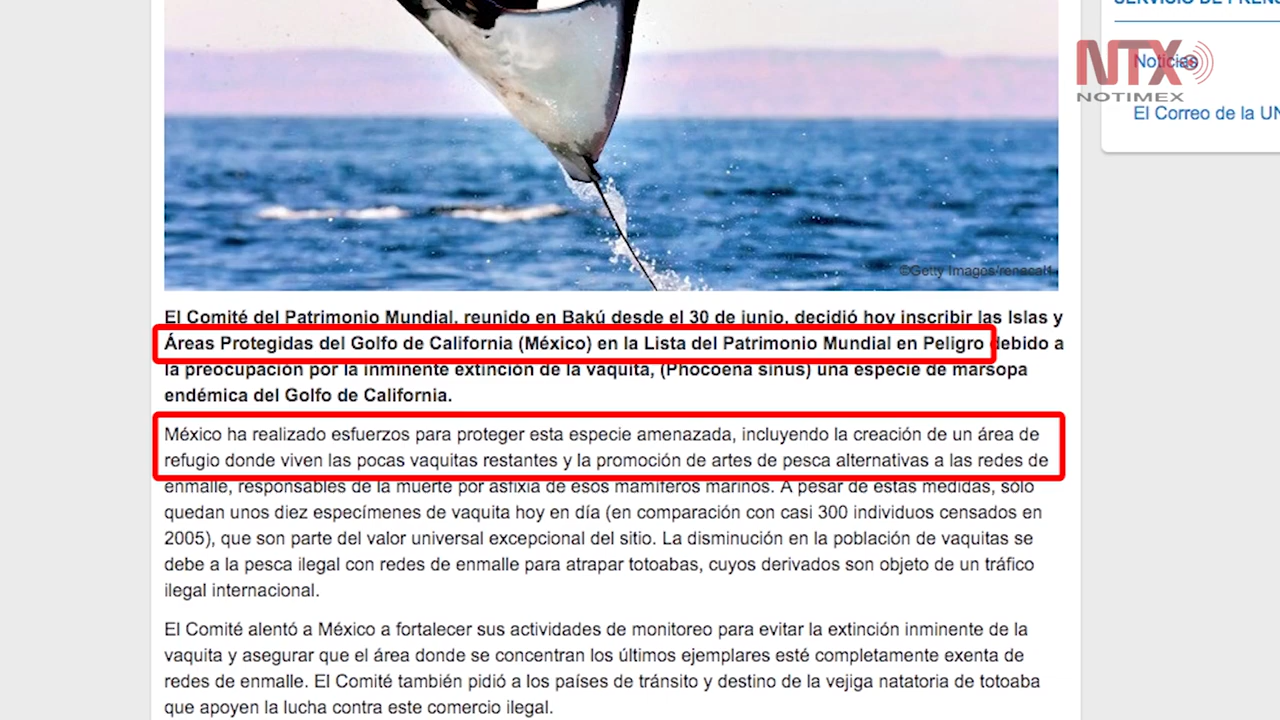 SERVICIO DE PREN
Noticias
NTX
NOTIMEX
El Correo de la UN
©Getty Images/renacal1
El Comité del Patrimonio Mundial, reunido en Bakú desde el 30 de junio, decidió hoy inscribir las Islas y
Áreas Protegidas del Golfo de California (México) en la Lista del Patrimonio Mundial en Peligro debido a
la preocupación por la inminente extinción de la vaquita, (Phocoena sinus) una especie de marsopa
endémica del Golfo de California.
México ha realizado esfuerzos para proteger esta especie amenazada, incluyendo la creación de un área de
refugio donde viven las pocas vaquitas restantes y la promoción de artes de pesca alternativas a las redes de
enmalle, responsables de la muerte por asfixia de esos mamíferos marinos. A pesar de estas medidas, sólo
quedan unos diez especímenes de vaquita hoy en día (en comparación con casi 300 individuos censados en
2005), que son parte del valor universal excepcional del sitio. La disminución en la población de vaquitas se
debe a la pesca ilegal con redes de enmalle para atrapar totoabas, cuyos derivados son objeto de un tráfico
ilegal internacional.
El Comité alentó a México a fortalecer sus actividades de monitoreo para evitar la extinción inminente de la
vaquita y asegurar que el área donde se concentran los últimos ejemplares esté completamente exenta de
redes de enmalle. El Comité también pidió a los países de tránsito y destino de la vejiga natatoria de totoaba
que apoyen la lucha contra este comercio ilegal.